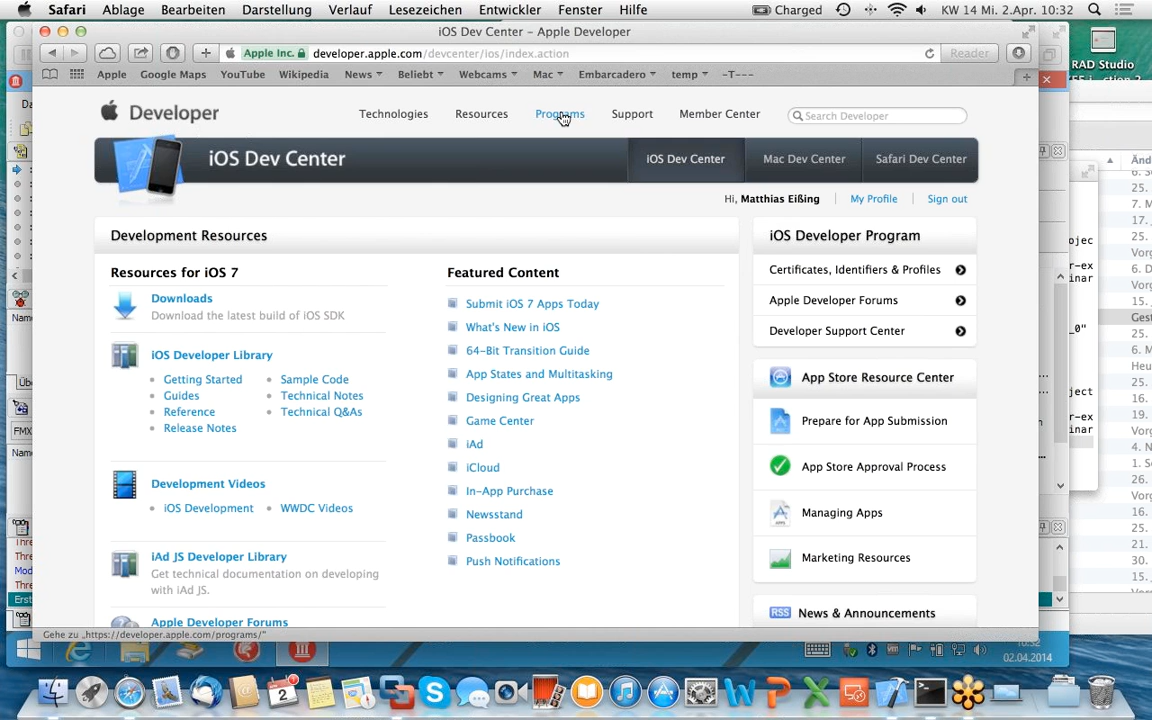 Safari Ablage Bearbeiten Darstellung Verlauf Lesezeichen Entwickler Fenster Hilfe Charged KW 14 Mi. 2.Apr. 10:32
iOS Dev Center – Apple Developer
Apple Inc. developer.apple.com/devcenter/ios/index.action Reader
Apple Google Maps YouTube Wikipedia News Beliebt Webcams Mac Embarcadero temp -T---
RAD Studio
Developer
Technologies Resources Programs Support Member Center Search Developer
iOS Dev Center
iOS Dev Center Mac Dev Center Safari Dev Center
Hi, Matthias Eißing My Profile Sign out
Development Resources
Resources for iOS 7
Downloads
Download the latest build of iOS SDK
iOS Developer Library
Getting Started Sample Code
Guides Technical Notes
Reference Technical Q&As
Release Notes
Development Videos
iOS Development WWDC Videos
iAd JS Developer Library
Get technical documentation on developing
with iAd JS.
Apple Developer Forums
Featured Content
Submit iOS 7 Apps Today
What's New in iOS
64-Bit Transition Guide
App States and Multitasking
Designing Great Apps
Game Center
iAd
iCloud
In-App Purchase
Newsstand
Passbook
Push Notifications
iOS Developer Program
Certificates, Identifiers & Profiles
Apple Developer Forums
Developer Support Center
App Store Resource Center
Prepare for App Submission
App Store Approval Process
Managing Apps
Marketing Resources
RSS News & Announcements
Gehe zu „https://developer.apple.com/programs/"
02.04.2014